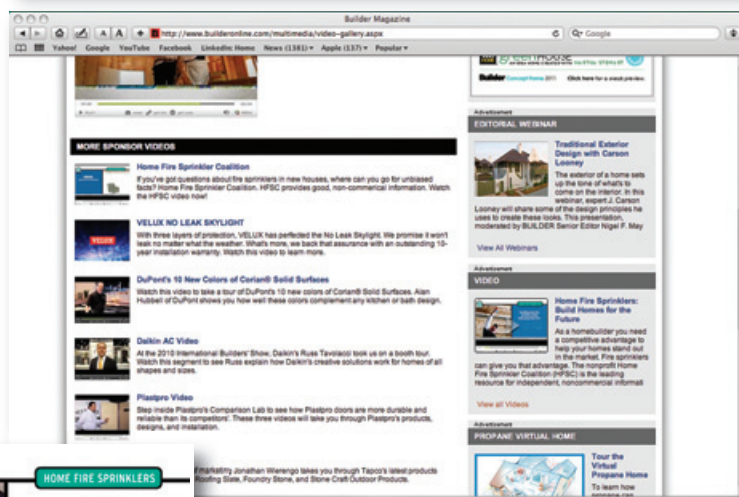 Builder Magazine
http://www.builderonline.com/multimedia/video-gallery.aspx
Google
Yahoo! Google YouTube Facebook LinkedIn: Home News (1381) Apple (137) Popular
Builder Concept Home 2011 Click here for a sneak preview.
MORE SPONSOR VIDEOS
Home Fire Sprinkler Coalition
If you've got questions about fire sprinklers in new houses, where can you go for unbiased
facts? Home Fire Sprinkler Coalition. HFSC provides good, non-commerical information. Watch
the HFSC video now!
VELUX
VELUX NO LEAK SKYLIGHT
With three layers of protection, VELUX has perfected the No Leak Skylight. We promise it won't
leak no matter what the weather. What's more, we back that assurance with an outstanding 10-
year installation warranty. Watch this video to learn more.
DuPont's 10 New Colors of Corian® Solid Surfaces
Watch this video to take a tour of DuPont's 10 new colors of Corian® Solid Surfaces. Alan
Hubbell of DuPont shows you how well these colors complement any kitchen or bath design.
Daikin AC Video
At the 2010 International Builders' Show, Daikin's Russ Tavolacci took us on a booth tour.
Watch this segment to see Russ explain how Daikin's creative solutions work for homes of all
shapes and sizes.
Plastpro Video
Step inside Plastpro's Comparison Lab to see how Plastpro doors are more durable and
reliable than its competitors'. These three videos will take you through Plastpro's products,
designs, and installation.
marketing Jonathan Wierengo takes you through Tapco's latest products
Roofing Slate, Foundry Stone, and Stone Craft Outdoor Products.
Advertisement
EDITORIAL WEBINAR
Traditional Exterior
Design with Carson
Looney
The exterior of a home sets
up the tone of what's to
come on the interior. In this
webinar, expert J. Carson
Looney will share some of the design principles he
uses to create these looks. This presentation,
moderated by BUILDER Senior Editor Nigel F. May
View All Webinars
Advertisement
VIDEO
Home Fire Sprinklers:
Build Homes for the
Future
As a homebuilder you need
a competitive advantage to
help your homes stand out
in the market. Fire sprinklers
can give you that advantage. The nonprofit Home
Fire Sprinkler Coalition (HFSC) is the leading
resource for independent, noncommercial informati
View all Videos
Advertisement
PROPANE VIRTUAL HOME
Tour the
Virtual
Propane Home
To learn how
propane can
HOME FIRE SPRINKLERS